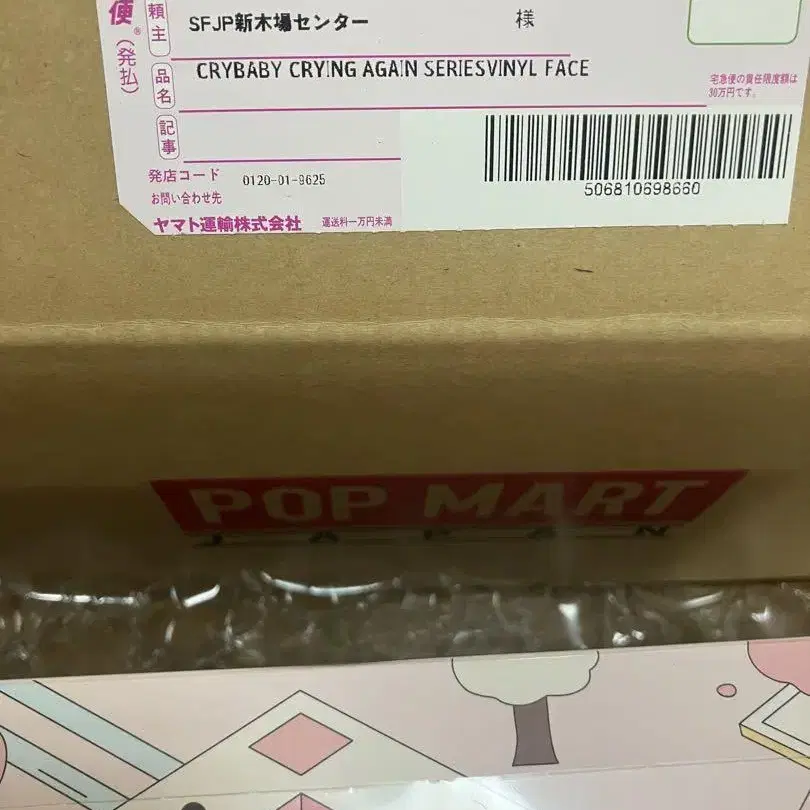 便®
(発払)
頼主
SFJP新木場センター 様
品名
CRYBABY CRYING AGAIN SERIESVINYL FACE
宅急便の責任限度額は
30万円です。
記事
発店コード 0120-01-9625
お問い合わせ先
506810698660
ヤマト運輸株式会社 運送料一万円未満
POP MART
JAPAN